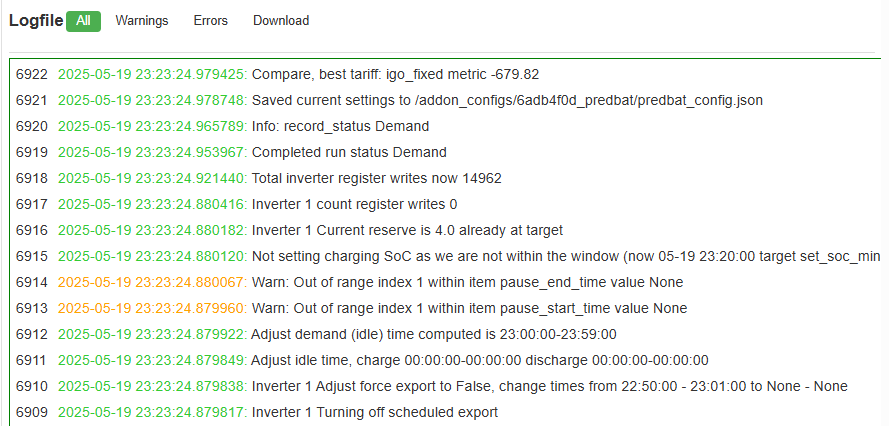 Logfile All Warnings Errors Download
6922 2025-05-19 23:23:24.979425: Compare, best tariff: igo_fixed metric -679.82
6921 2025-05-19 23:23:24.978748: Saved current settings to /addon_configs/6adb4f0d_predbat/predbat_config.json
6920 2025-05-19 23:23:24.965789: Info: record_status Demand
6919 2025-05-19 23:23:24.953967: Completed run status Demand
6918 2025-05-19 23:23:24.921440: Total inverter register writes now 14962
6917 2025-05-19 23:23:24.880416: Inverter 1 count register writes 0
6916 2025-05-19 23:23:24.880182: Inverter 1 Current reserve is 4.0 already at target
6915 2025-05-19 23:23:24.880120: Not setting charging SoC as we are not within the window (now 05-19 23:20:00 target set_soc_min
6914 2025-05-19 23:23:24.880067: Warn: Out of range index 1 within item pause_end_time value None
6913 2025-05-19 23:23:24.879960: Warn: Out of range index 1 within item pause_start_time value None
6912 2025-05-19 23:23:24.879922: Adjust demand (idle) time computed is 23:00:00-23:59:00
6911 2025-05-19 23:23:24.879849: Adjust idle time, charge 00:00:00-00:00:00 discharge 00:00:00-00:00:00
6910 2025-05-19 23:23:24.879838: Inverter 1 Adjust force export to False, change times from 22:50:00 - 23:01:00 to None - None
6909 2025-05-19 23:23:24.879817: Inverter 1 Turning off scheduled export